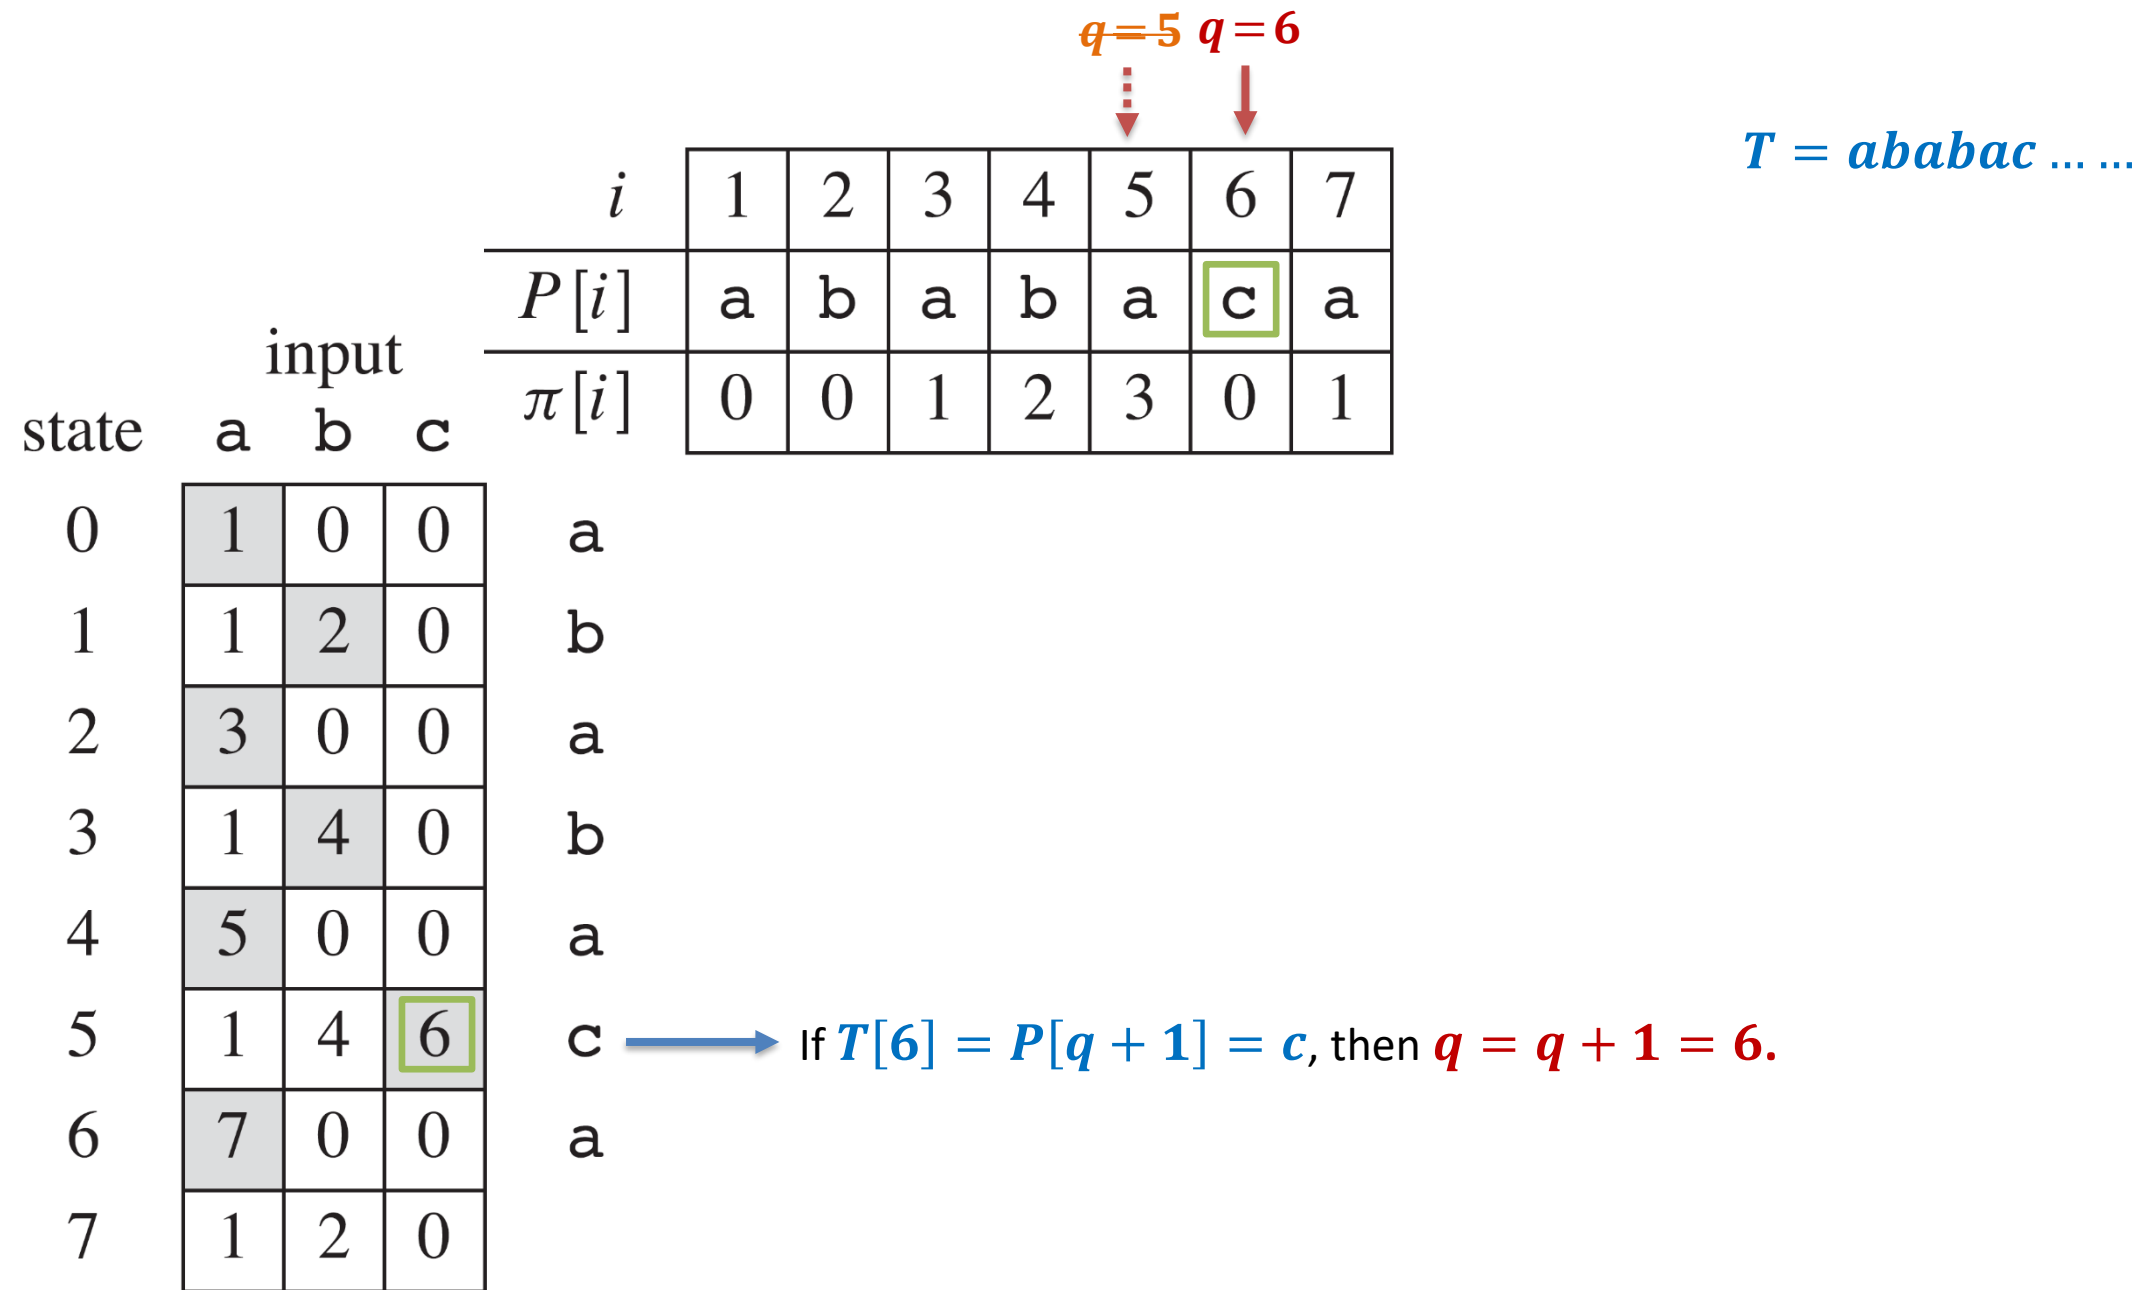 q = 5 q = 6
T = ababac … …
i 1 2 3 4 5 6 7
P[i] a b a b a c a
π[i] 0 0 1 2 3 0 1
input
state a b c
0 1 0 0 a
1 1 2 0 b
2 3 0 0 a
3 1 4 0 b
4 5 0 0 a
5 1 4 6 c If T[6] = P[q + 1] = c, then q = q + 1 = 6.
6 7 0 0 a
7 1 2 0